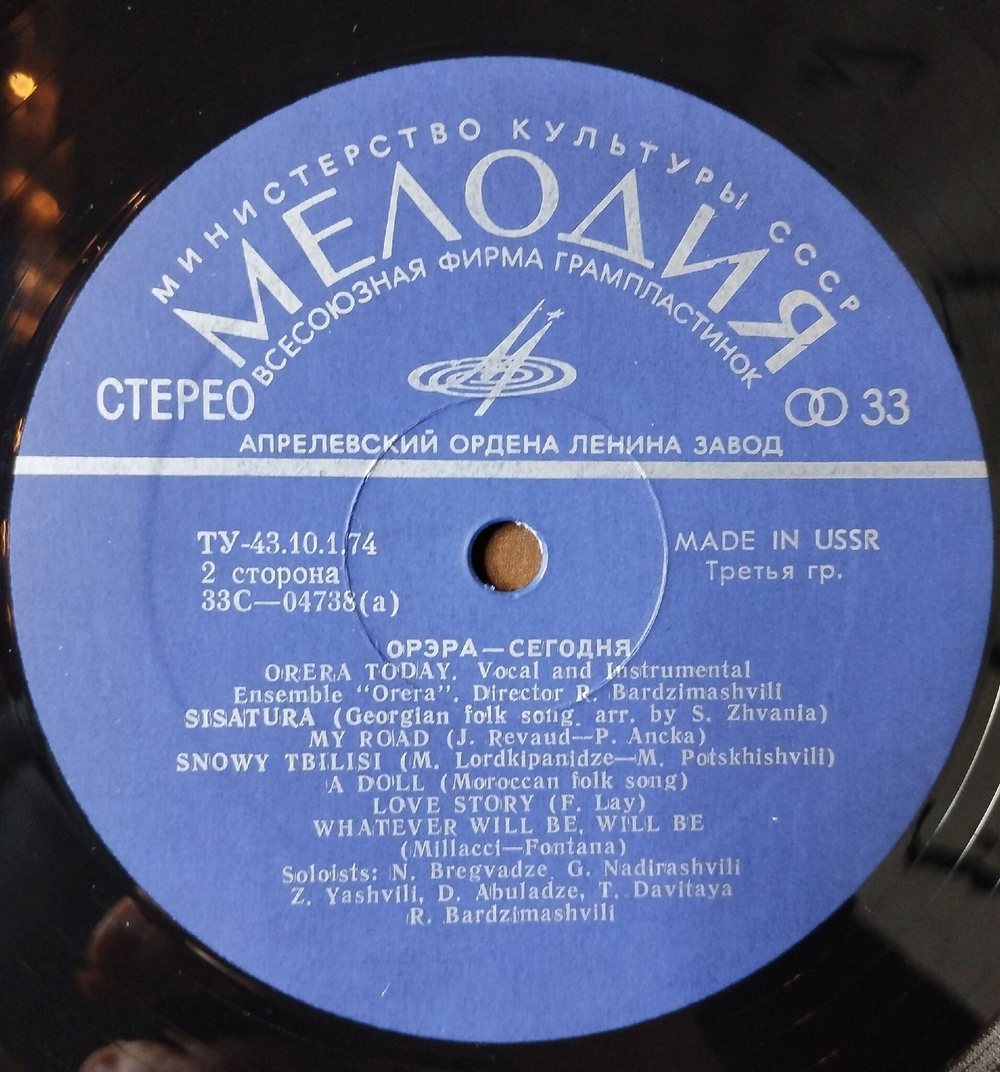 МИНИСТЕРСТВО КУЛЬТУРЫ СССР
МЕЛОДИЯ
ВСЕСОЮЗНАЯ ФИРМА ГРАМПЛАСТИНОК
СТЕРЕО
33
АПРЕЛЕВСКИЙ ОРДЕНА ЛЕНИНА ЗАВОД
ТУ-43.10.1.74
2 сторона
33С—04738(а)
MADE IN USSR
Третья гр.
ОРЭРА—СЕГОДНЯ
ORERA TODAY. Vocal and Instrumental
Ensemble "Orera". Director R. Bardzimashvili
SISATURA (Georgian folk song, arr. by S. Zhvania)
MY ROAD (J. Revaud—P. Ancka)
SNOWY TBILISI (M. Lordkipanidze—M. Potskhishvili)
A DOLL (Moroccan folk song)
LOVE STORY (F. Lay)
WHATEVER WILL BE, WILL BE
(Millacci—Fontana)
Soloists: N. Bregvadze, G. Nadirashvili
Z. Yashvili, D. Abuladze, T. Davitaya
R. Bardzimashvili